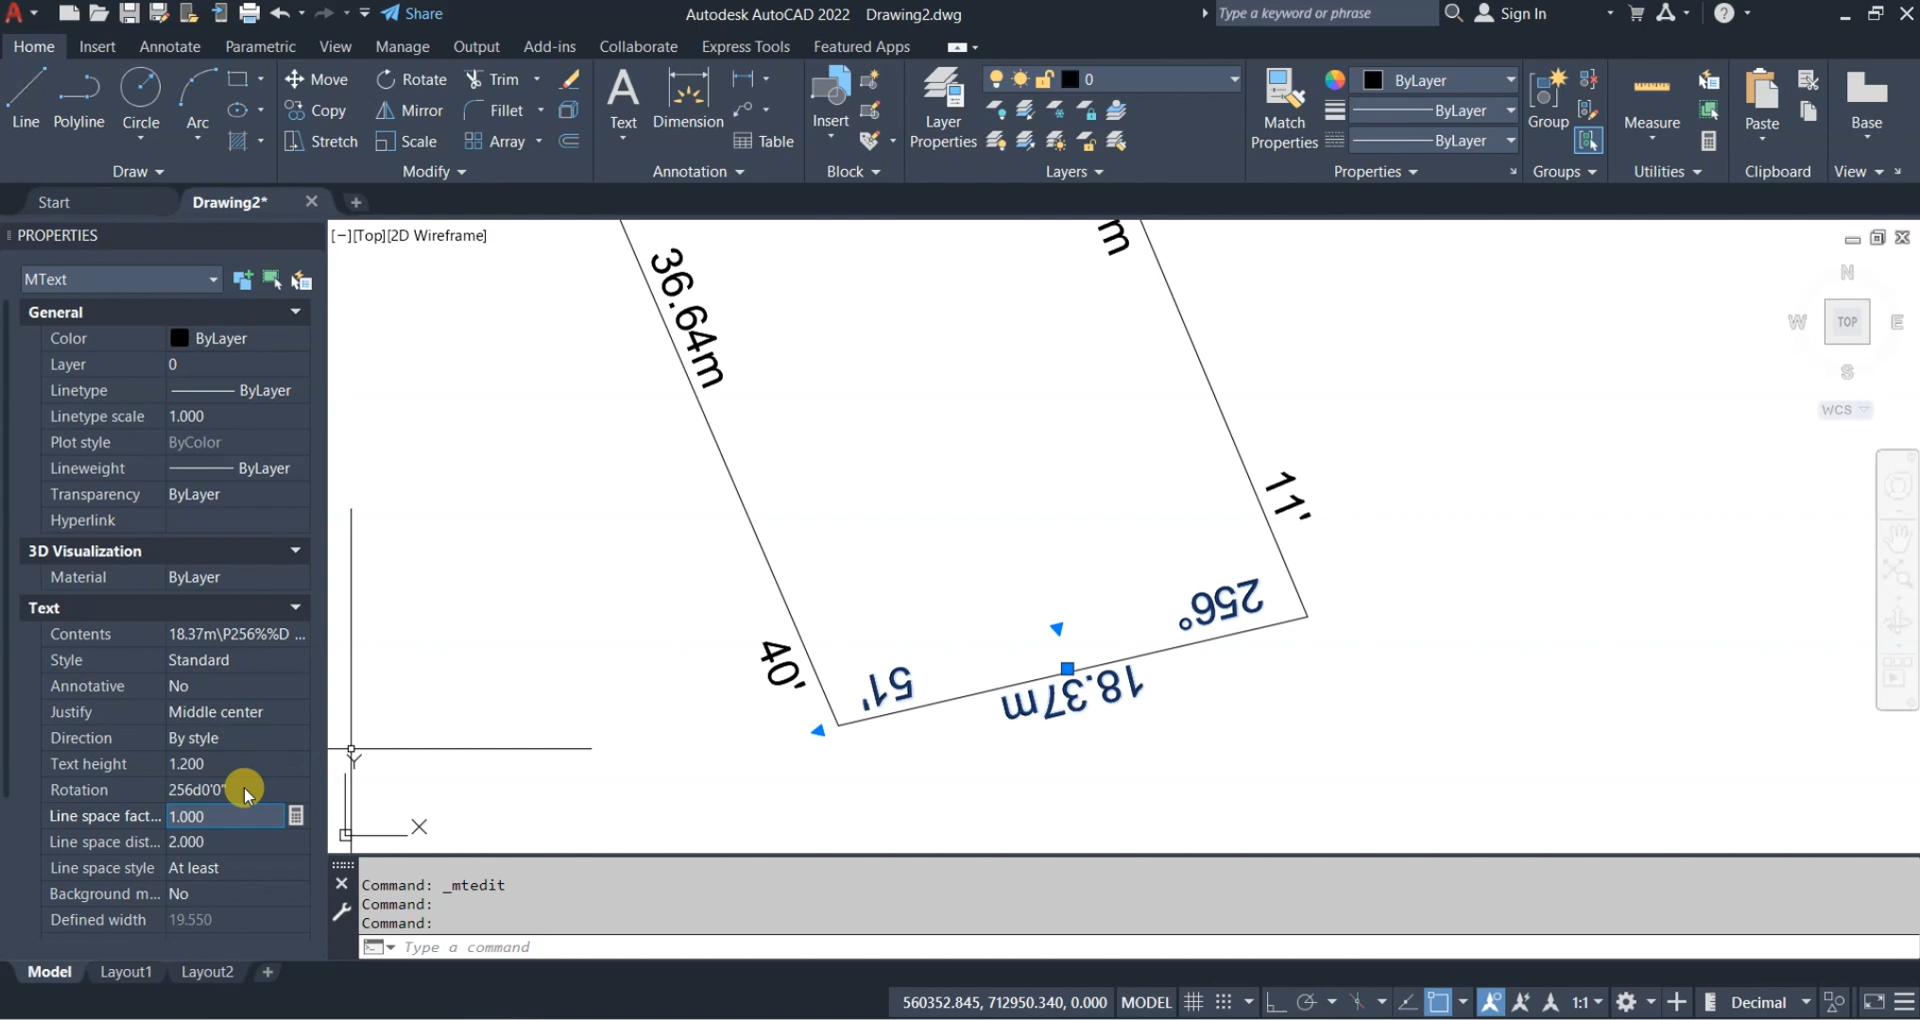 Share
Autodesk AutoCAD 2022 Drawing2.dwg
Type a keyword or phrase
Sign In
Home Insert Annotate Parametric View Manage Output Add-ins Collaborate Express Tools Featured Apps
Line
Polyline
Circle
Arc
Move
Copy
Stretch
Rotate
Mirror
Scale
Trim
Fillet
Array
Text
Dimension
Table
Insert
Layer
Properties
0
Match
Properties
ByLayer
ByLayer
ByLayer
Group
Measure
Paste
Base
Draw
Modify
Annotation
Block
Layers
Properties
Groups
Utilities
Clipboard
View
Start
Drawing2*
PROPERTIES
MText
General
Color ByLayer
Layer 0
Linetype ByLayer
Linetype scale 1.000
Plot style ByColor
Lineweight ByLayer
Transparency ByLayer
Hyperlink
3D Visualization
Material ByLayer
Text
Contents 18.37m\P256%%D ...
Style Standard
Annotative No
Justify Middle center
Direction By style
Text height 1.200
Rotation 256d0'0"
Line space fact... 1.000
Line space dist... 2.000
Line space style At least
Background m... No
Defined width 19.550
[−][Top][2D Wireframe]
36.64m
m
11'
40'
256°
51'
18.37m
Y
X
N
W
TOP
E
S
WCS
Command: _mtedit
Command:
Command:
Type a command
Model Layout1 Layout2
560352.845, 712950.340, 0.000
MODEL
1:1
Decimal